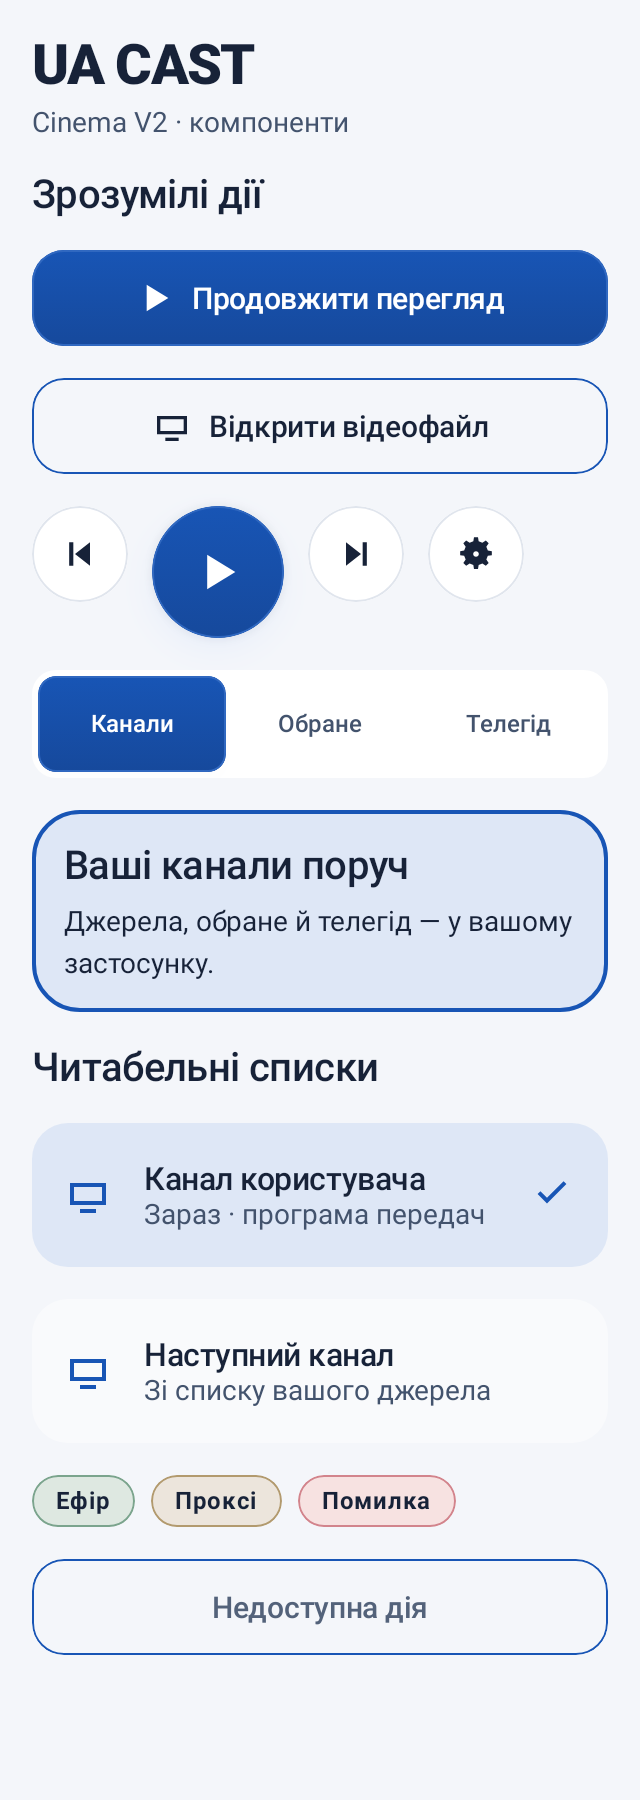 UA CAST
Cinema V2 · компоненти
Зрозумілі дії
Продовжити перегляд
Відкрити відеофайл
Канали
Обране
Телегід
Ваші канали поруч
Джерела, обране й телегід — у вашому
застосунку.
Читабельні списки
Канал користувача
Зараз · програма передач
Наступний канал
Зі списку вашого джерела
Ефір
Проксі
Помилка
Недоступна дія